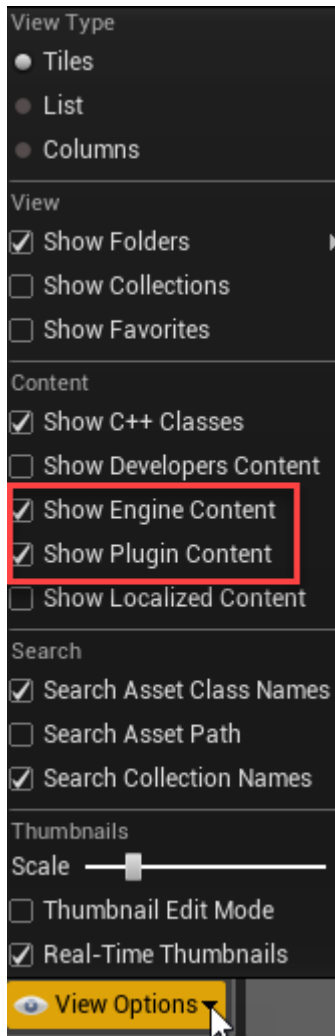 View Type
Tiles
List
Columns
View
Show Folders
Show Collections
Show Favorites
Content
Show C++ Classes
Show Developers Content
Show Engine Content
Show Plugin Content
Show Localized Content
Search
Search Asset Class Names
Search Asset Path
Search Collection Names
Thumbnails
Scale
Thumbnail Edit Mode
Real-Time Thumbnails
View Options